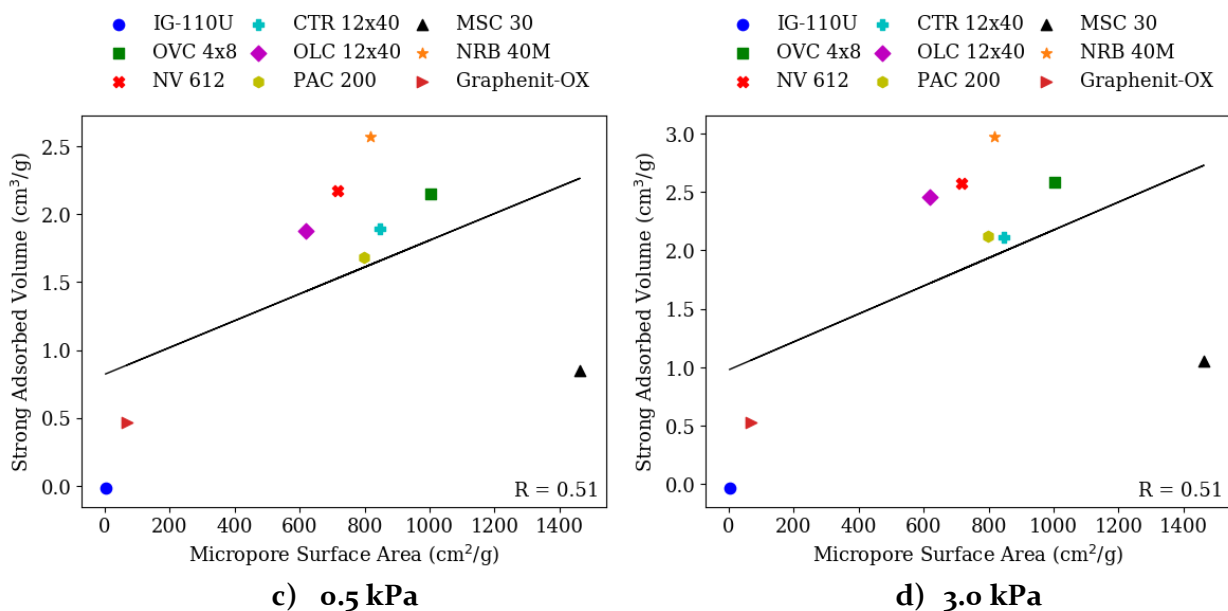 IG-110U CTR 12x40 MSC 30
OVC 4x8 OLC 12x40 NRB 40M
NV 612 PAC 200 Graphenit-OX
Strong Adsorbed Volume (cm³/g)
2.5
2.0
1.5
1.0
0.5
0.0
R = 0.51
0 200 400 600 800 1000 1200 1400
Micropore Surface Area (cm²/g)
c) 0.5 kPa
IG-110U CTR 12x40 MSC 30
OVC 4x8 OLC 12x40 NRB 40M
NV 612 PAC 200 Graphenit-OX
Strong Adsorbed Volume (cm³/g)
3.0
2.5
2.0
1.5
1.0
0.5
0.0
R = 0.51
0 200 400 600 800 1000 1200 1400
Micropore Surface Area (cm²/g)
d) 3.0 kPa